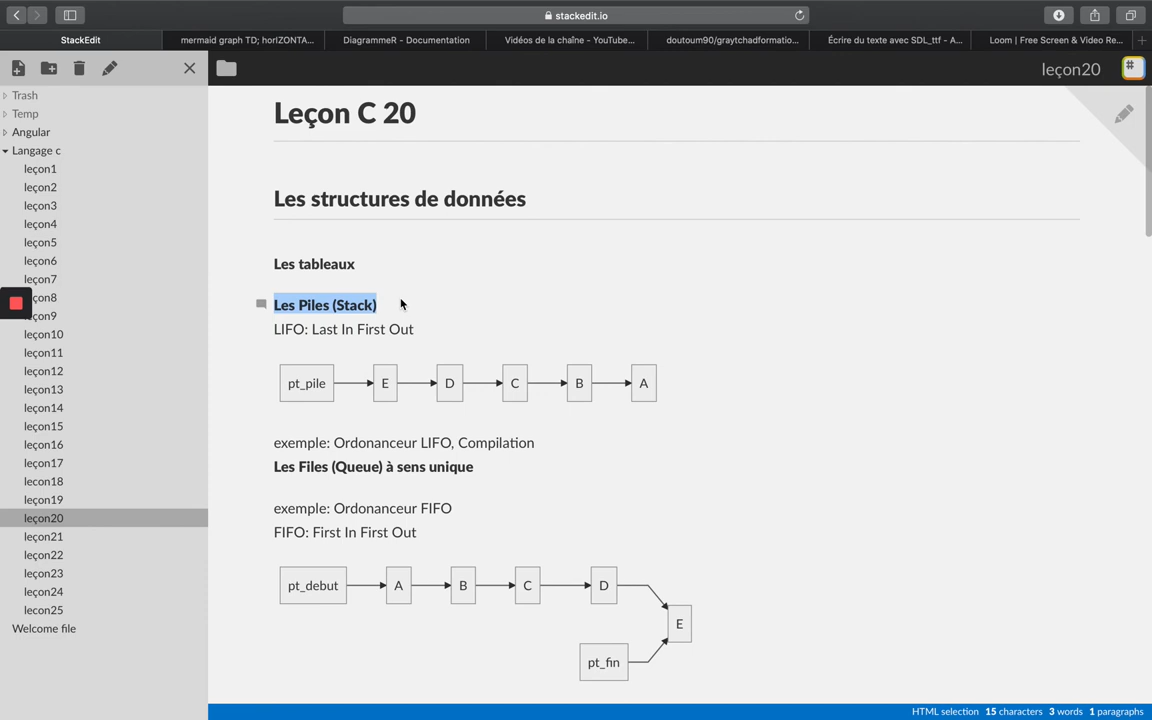 stackedit.io
StackEdit
mermaid graph TD; horIZONTA...
DiagrammeR - Documentation
Vidéos de la chaîne - YouTube...
doutoum90/graytchadformatio...
Écrire du texte avec SDL_ttf - A...
Loom | Free Screen & Video Re...
leçon20
Trash
Temp
Angular
Langage c
leçon1
leçon2
leçon3
leçon4
leçon5
leçon6
leçon7
çon8
çon9
leçon10
leçon11
leçon12
leçon13
leçon14
leçon15
leçon16
leçon17
lecon18
leçon19
leçon20
leçon21
leçon22
leçon23
leçon24
lecon25
Welcome file
Leçon C 20
Les structures de données
Les tableaux
Les Piles (Stack)
LIFO: Last In First Out
pt_pile E D C B A
exemple: Ordonanceur LIFO, Compilation
Les Files (Queue) à sens unique
exemple: Ordonanceur FIFO
FIFO: First In First Out
pt_debut A B C D
E
pt_fin
HTML selection 15 characters 3 words 1 paragraphs